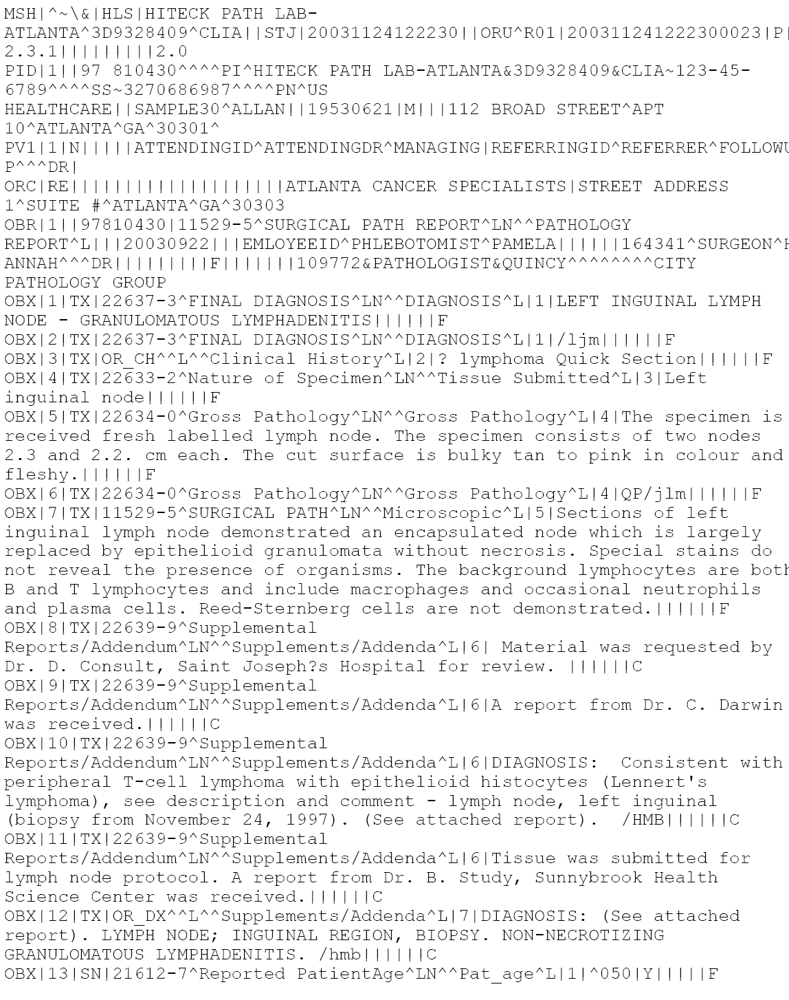 MSH|^~\&|HLS|HITECK PATH LAB-
ATLANTA^3D9328409^CLIA||STJ|20031124122230||ORU^R01|200311241222300023|P|
2.3.1|||||||||2.0
PID|1||97 810430^^^^PI^HITECK PATH LAB-ATLANTA&3D9328409&CLIA~123-45-
6789^^^^SS~3270686987^^^^PN^US
HEALTHCARE||SAMPLE30^ALLAN||19530621|M|||112 BROAD STREET^APT
10^ATLANTA^GA^30301^
PV1|1|N|||||ATTENDINGID^ATTENDINGDR^MANAGING|REFERRINGID^REFERRER^FOLLOWU
P^^^DR|
ORC|RE||||||||||||||||||||ATLANTA CANCER SPECIALISTS|STREET ADDRESS
1^SUITE #^ATLANTA^GA^30303
OBR|1||97810430|11529-5^SURGICAL PATH REPORT^LN^^PATHOLOGY
REPORT^L|||20030922|||EMLOYEEID^PHLEBOTOMIST^PAMELA||||||164341^SURGEON^H
ANNAH^^^DR|||||||||F|||||||109772&PATHOLOGIST&QUINCY^^^^^^^^CITY
PATHOLOGY GROUP
OBX|1|TX|22637-3^FINAL DIAGNOSIS^LN^^DIAGNOSIS^L|1|LEFT INGUINAL LYMPH
NODE - GRANULOMATOUS LYMPHADENITIS||||||F
OBX|2|TX|22637-3^FINAL DIAGNOSIS^LN^^DIAGNOSIS^L|1|/ljm||||||F
OBX|3|TX|OR_CH^^L^^Clinical History^L|2|? lymphoma Quick Section||||||F
OBX|4|TX|22633-2^Nature of Specimen^LN^^Tissue Submitted^L|3|Left
inguinal node||||||F
OBX|5|TX|22634-0^Gross Pathology^LN^^Gross Pathology^L|4|The specimen is
received fresh labelled lymph node. The specimen consists of two nodes
2.3 and 2.2. cm each. The cut surface is bulky tan to pink in colour and
fleshy.||||||F
OBX|6|TX|22634-0^Gross Pathology^LN^^Gross Pathology^L|4|QP/jlm||||||F
OBX|7|TX|11529-5^SURGICAL PATH^LN^^Microscopic^L|5|Sections of left
inguinal lymph node demonstrated an encapsulated node which is largely
replaced by epithelioid granulomata without necrosis. Special stains do
not reveal the presence of organisms. The background lymphocytes are both
B and T lymphocytes and include macrophages and occasional neutrophils
and plasma cells. Reed-Sternberg cells are not demonstrated.||||||F
OBX|8|TX|22639-9^Supplemental
Reports/Addendum^LN^^Supplements/Addenda^L|6| Material was requested by
Dr. D. Consult, Saint Joseph?s Hospital for review. ||||||C
OBX|9|TX|22639-9^Supplemental
Reports/Addendum^LN^^Supplements/Addenda^L|6|A report from Dr. C. Darwin
was received.||||||C
OBX|10|TX|22639-9^Supplemental
Reports/Addendum^LN^^Supplements/Addenda^L|6|DIAGNOSIS:  Consistent with
peripheral T-cell lymphoma with epithelioid histocytes (Lennert's
lymphoma), see description and comment - lymph node, left inguinal
(biopsy from November 24, 1997). (See attached report).  /HMB||||||C
OBX|11|TX|22639-9^Supplemental
Reports/Addendum^LN^^Supplements/Addenda^L|6|Tissue was submitted for
lymph node protocol. A report from Dr. B. Study, Sunnybrook Health
Science Center was received.||||||C
OBX|12|TX|OR_DX^^L^^Supplements/Addenda^L|7|DIAGNOSIS: (See attached
report). LYMPH NODE; INGUINAL REGION, BIOPSY. NON-NECROTIZING
GRANULOMATOUS LYMPHADENITIS. /hmb||||||C
OBX|13|SN|21612-7^Reported PatientAge^LN^^Pat_age^L|1|^050|Y|||||F